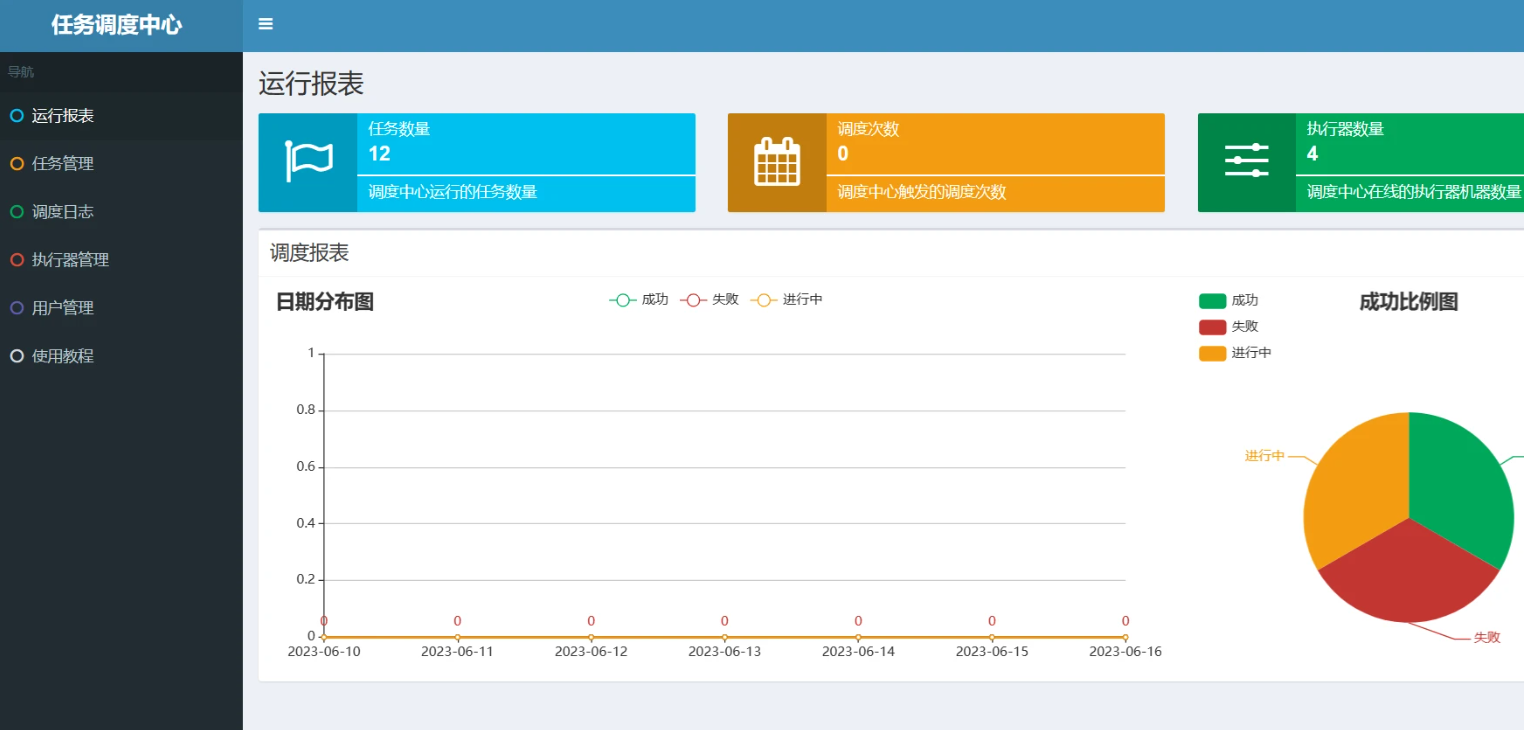 任务调度中心
导航
运行报表
任务管理
调度日志
执行器管理
用户管理
使用教程
运行报表
任务数量
12
调度中心运行的任务数量
调度次数
0
调度中心触发的调度次数
执行器数量
4
调度中心在线的执行器机器数量
调度报表
日期分布图
成功 失败 进行中
1
0.8
0.6
0.4
0.2
0
0 0 0 0 0 0 0
2023-06-10 2023-06-11 2023-06-12 2023-06-13 2023-06-14 2023-06-15 2023-06-16
成功比例图
成功
失败
进行中
进行中
失败